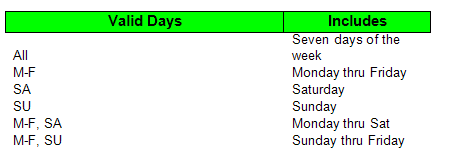 Valid Days Includes
Seven days of the
All week
M-F Monday thru Friday
SA Saturday
SU Sunday
M-F, SA Monday thru Sat
M-F, SU Sunday thru Friday